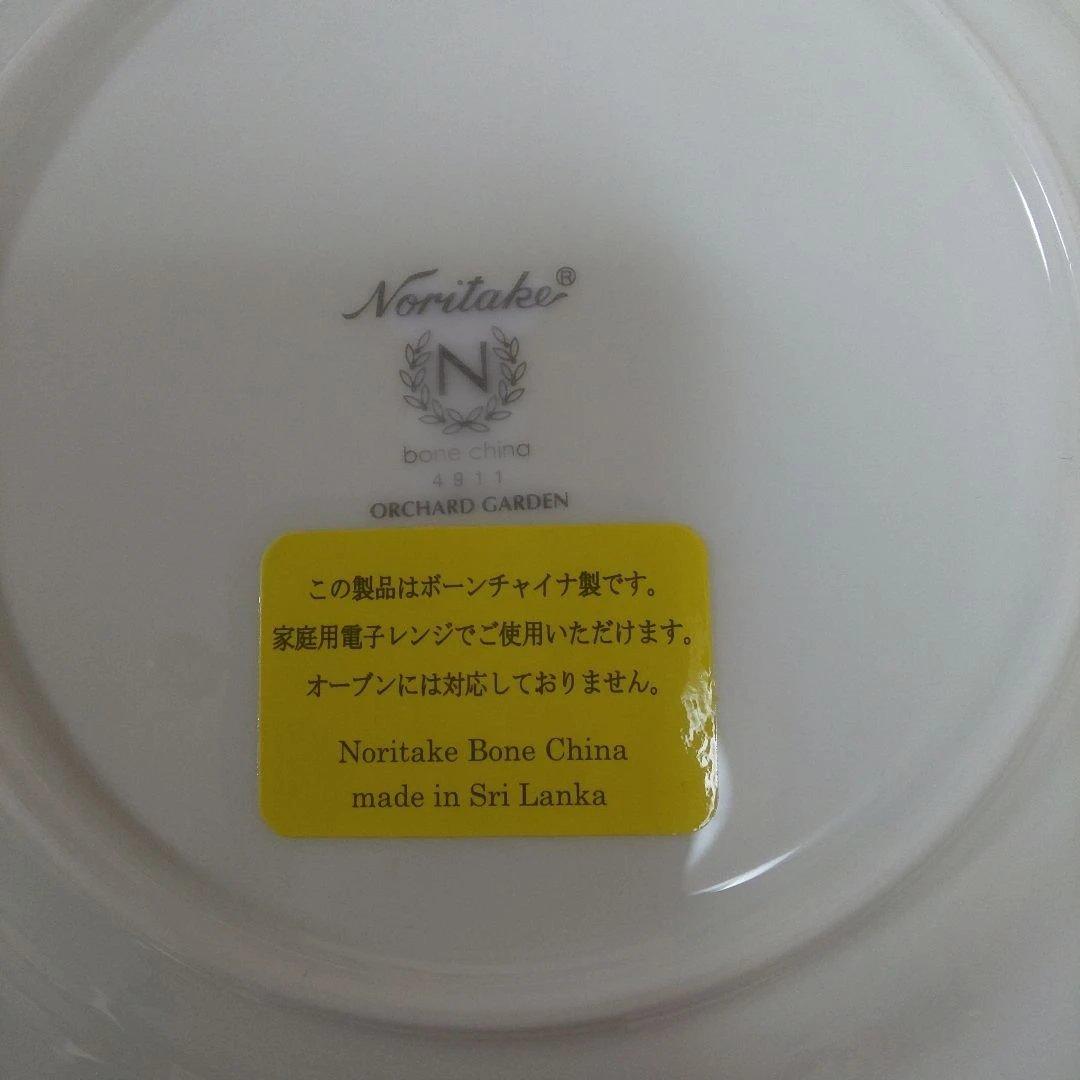 Noritake®
N
bone china
4911
ORCHARD GARDEN
この製品はボーンチャイナ製です。
家庭用電子レンジでご使用いただけます。
オーブンには対応しておりません。
Noritake Bone China
made in Sri Lanka